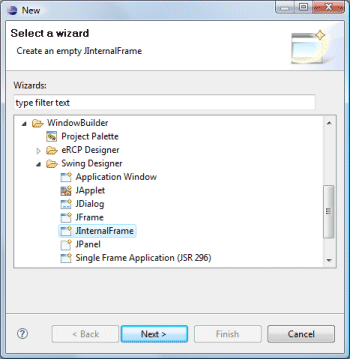 New
Select a wizard
Create an empty JInternalFrame
Wizards:
type filter text
WindowBuilder
Project Palette
eRCP Designer
Swing Designer
Application Window
JApplet
JDialog
JFrame
JInternalFrame
JPanel
Single Frame Application (JSR 296)
?
< Back
Next >
Finish
Cancel